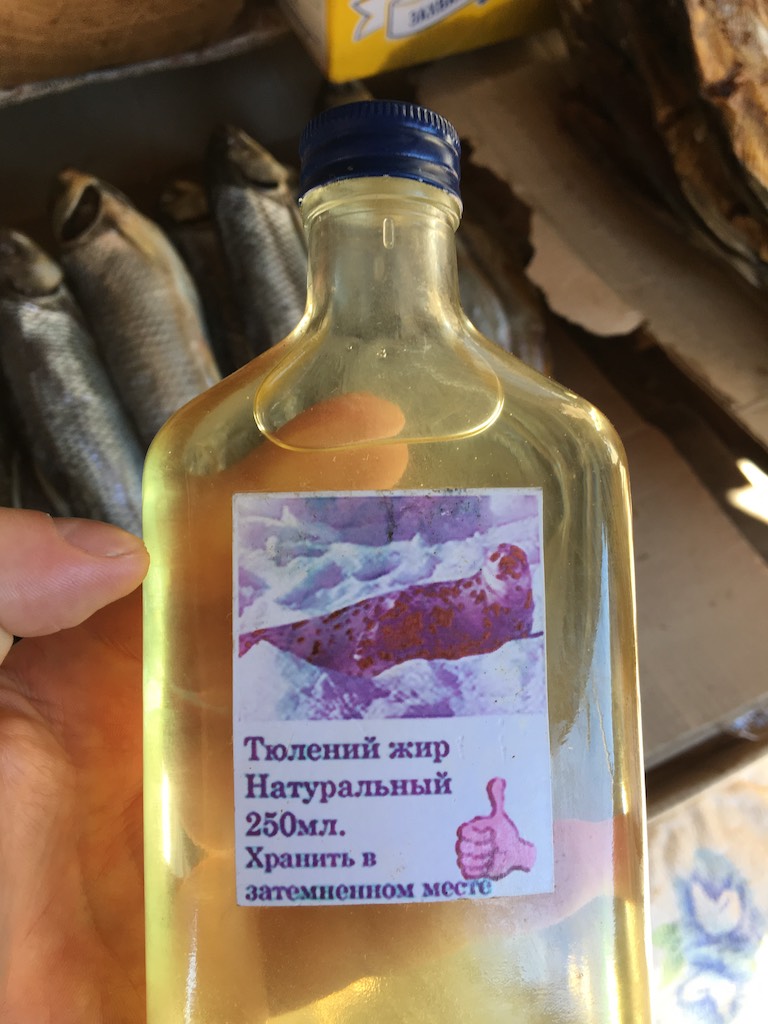 Тюлений жир
Натуральный
250мл.
Хранить в
затемненном месте